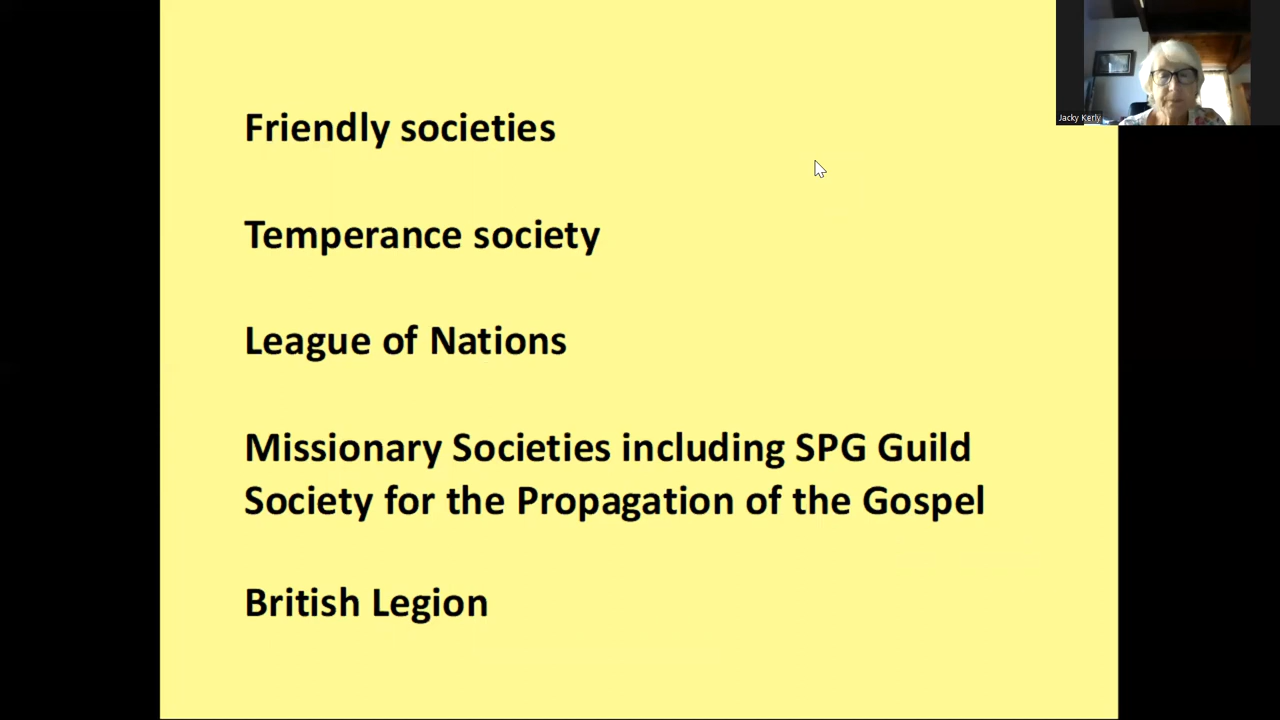 Friendly societies
Temperance society
League of Nations
Missionary Societies including SPG Guild
Society for the Propagation of the Gospel
British Legion
Jacky Kerly